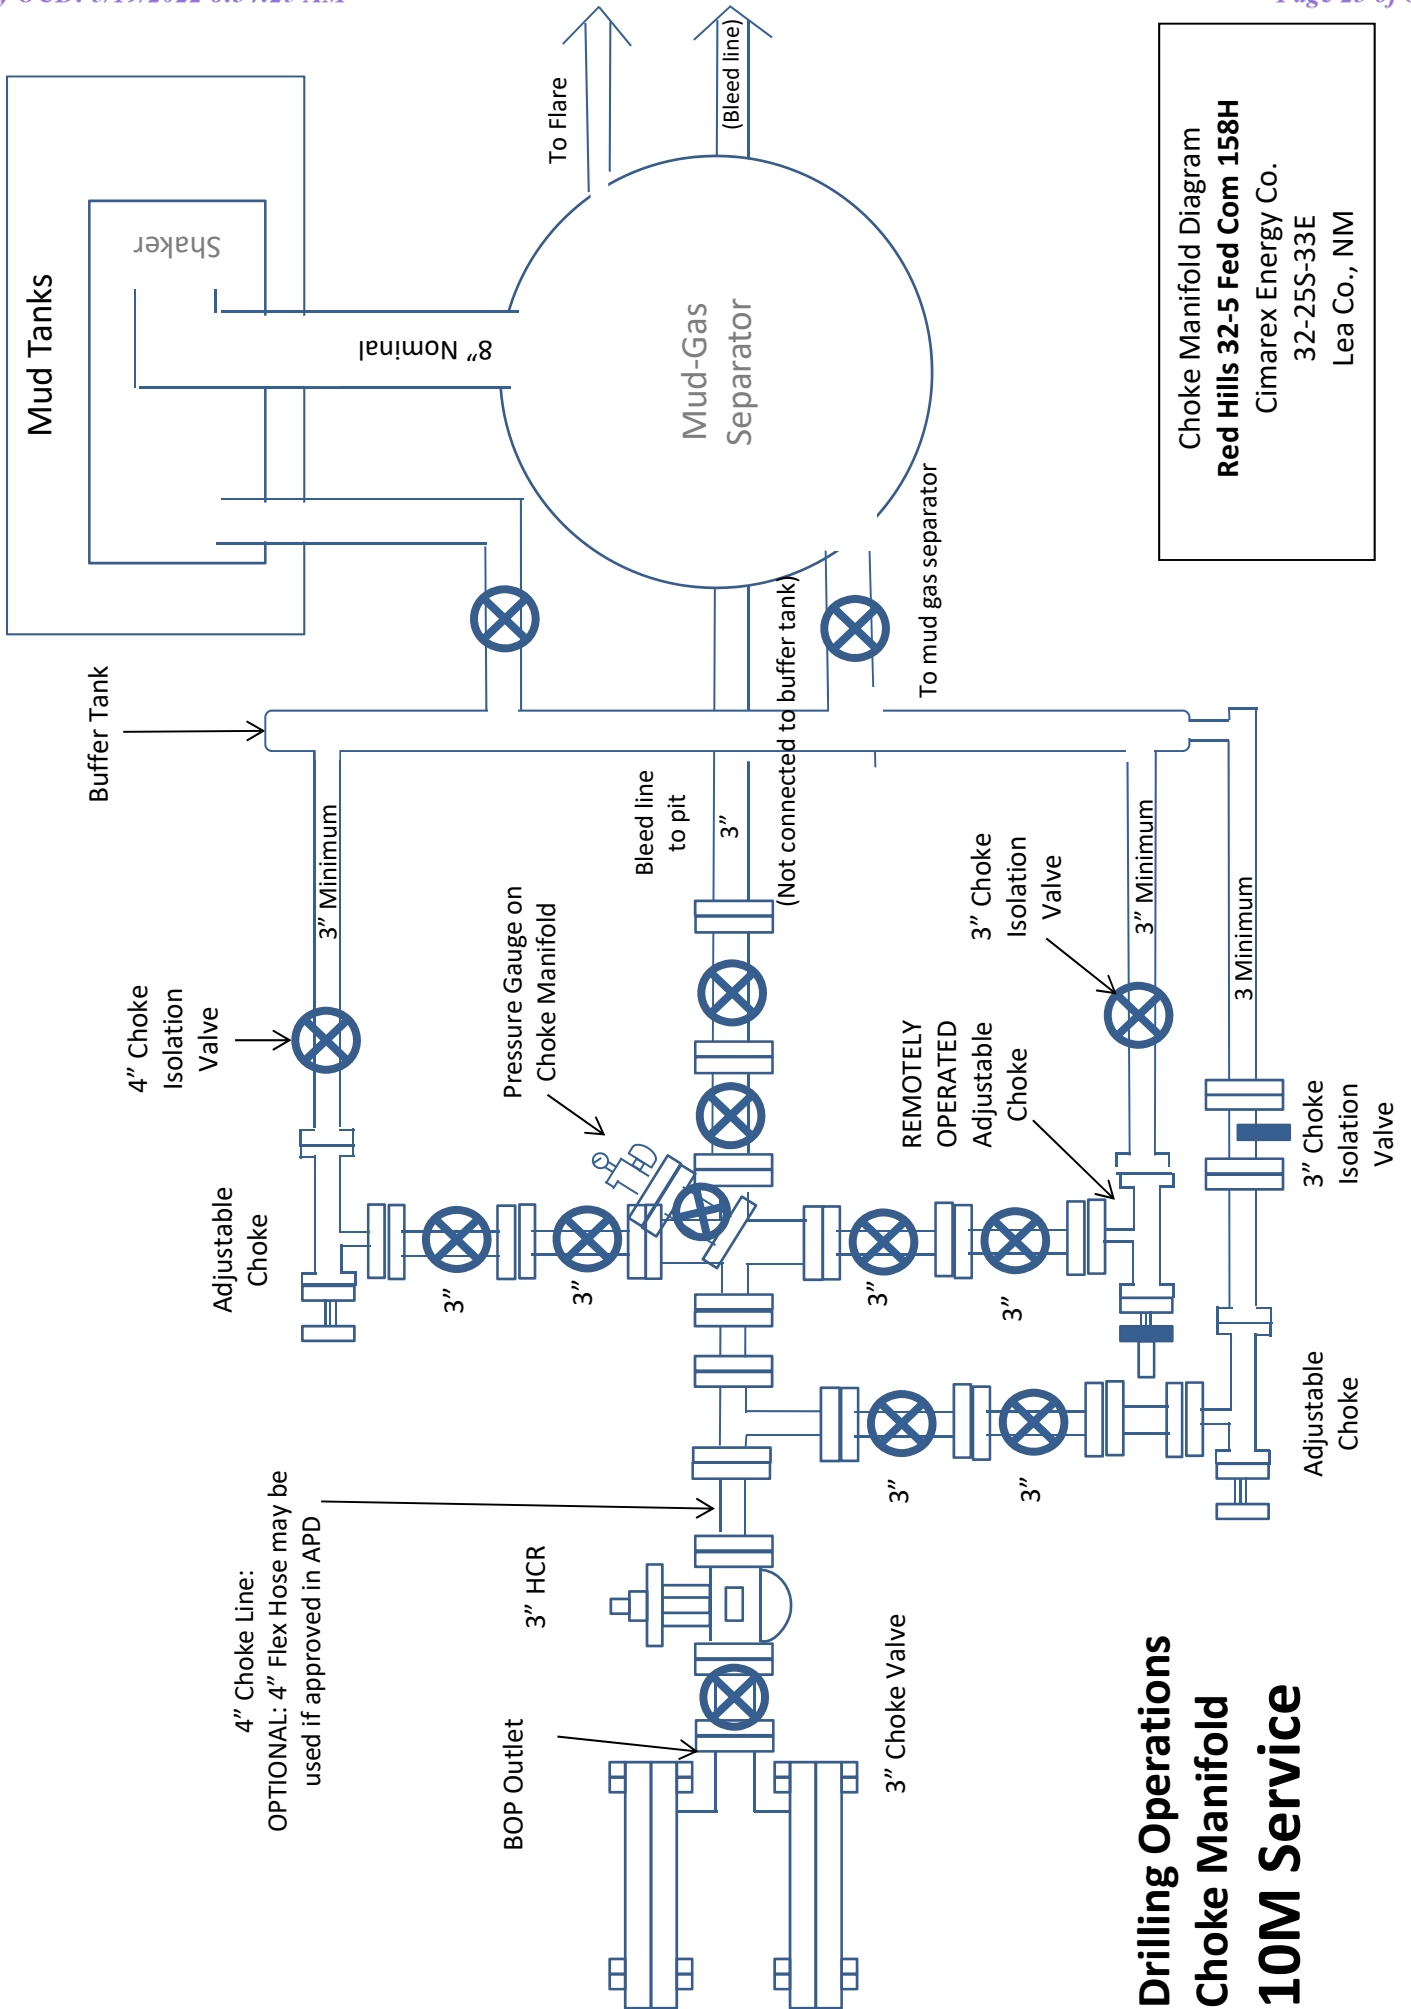 Mud Tanks
Shaker
8” Nominal
To Flare
(Bleed line)
Mud-Gas
Separator
Buffer Tank
To mud gas separator
(Not connected to buffer tank)
Bleed line
to pit
3”
3” Minimum
4” Choke
Isolation
Valve
Pressure Gauge on
Choke Manifold
3” Choke
Isolation
Valve
3” Minimum
3 Minimum
REMOTELY
OPERATED
Adjustable
Choke
3” Choke
Isolation
Valve
Adjustable
Choke
3”
3”
3”
3”
3”
3”
Adjustable
Choke
4” Choke Line:
OPTIONAL: 4” Flex Hose may be
used if approved in APD
3” HCR
BOP Outlet
3” Choke Valve
Drilling Operations
Choke Manifold
10M Service
Choke Manifold Diagram
Red Hills 32-5 Fed Com 158H
Cimarex Energy Co.
32-25S-33E
Lea Co., NM